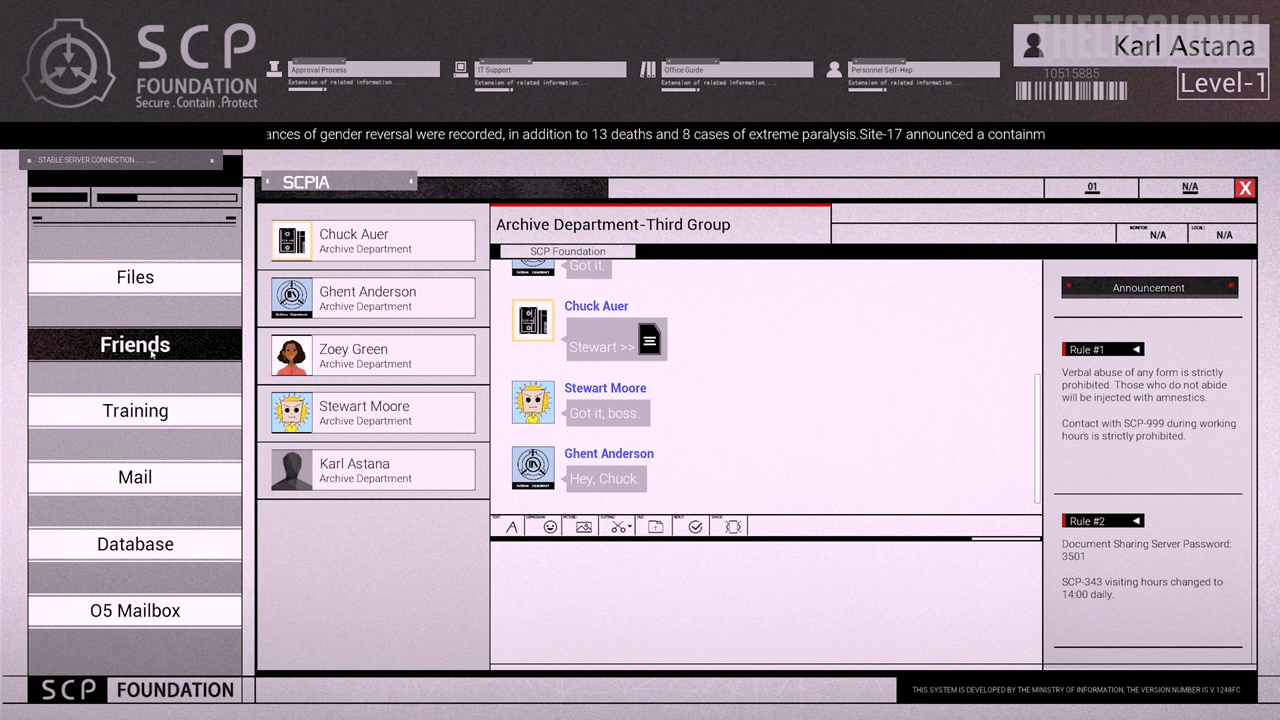 SCP
FOUNDATION
Secure .Contain .Protect
Approval Process
Extension of related information...
IT Support
Extension of related information...
Office Guide
Extension of related information...
Personnel Self-Hep
Extension of related information...
THELTCOLONEL
Karl Astana
10515885
Level-1
ances of gender reversal were recorded, in addition to 13 deaths and 8 cases of extreme paralysis.Site-17 announced a containm
STABLE SERVER CONNECTION
Files
Friends
Training
Mail
Database
O5 Mailbox
SCP FOUNDATION
SCPIA
01
N/A
X
Chuck Auer
Archive Department
Ghent Anderson
Archive Department
Zoey Green
Archive Department
Stewart Moore
Archive Department
Karl Astana
Archive Department
Archive Department-Third Group
SCP Foundation
MONITOR:
N/A
LOCAL:
N/A
Got it.
Chuck Auer
Stewart >>
Stewart Moore
Got it, boss.
Ghent Anderson
Hey, Chuck.
Announcement
Rule #1
Verbal abuse of any form is strictly
prohibited. Those who do not abide
will be injected with amnestics.
Contact with SCP-999 during working
hours is strictly prohibited.
Rule #2
Document Sharing Server Password:
3501
SCP-343 visiting hours changed to
14:00 daily.
THIS SYSTEM IS DEVELOPED BY THE MINISTRY OF INFORMATION, THE VERSION NUMBER IS V.1248FC